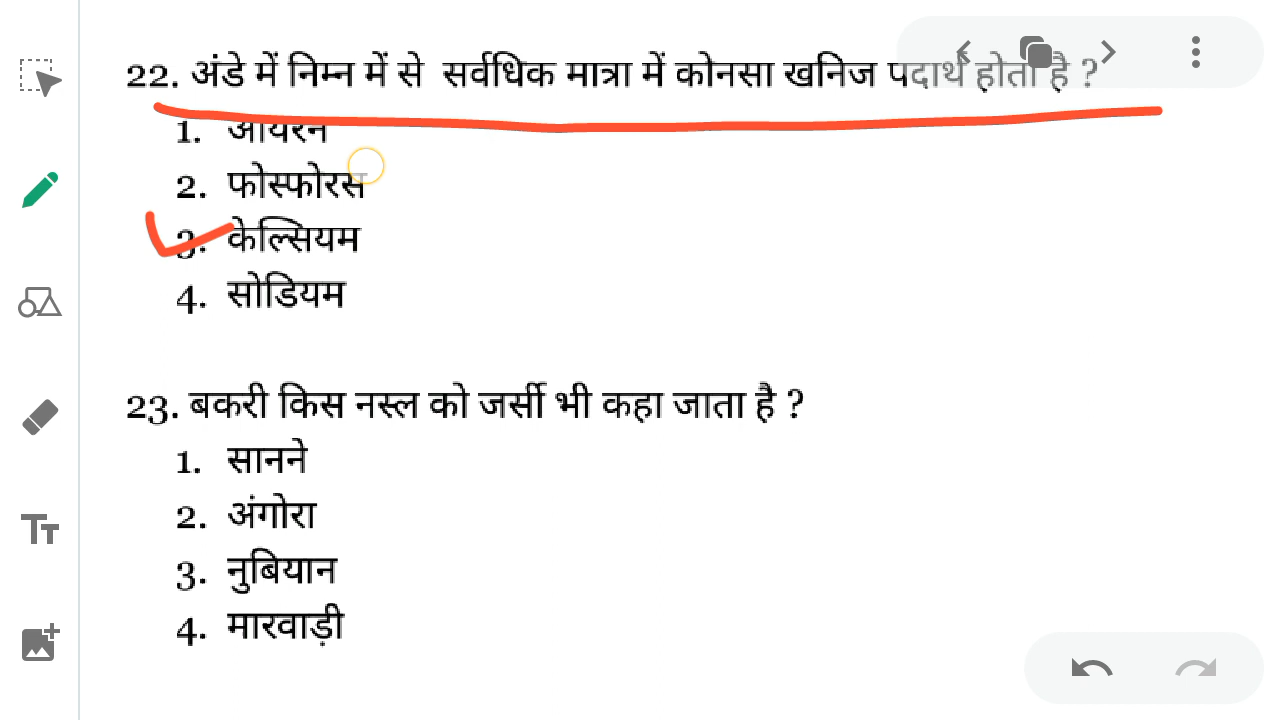 22. अंडे में निम्न में से सर्वधिक मात्रा में कोनसा खनिज पदार्थ होता है ?
1. आयरन
2. फोस्फोरस
3. केल्सियम
4. सोडियम
23. बकरी किस नस्ल को जर्सी भी कहा जाता है ?
1. सानने
2. अंगोरा
3. नुबियान
4. मारवाड़ी